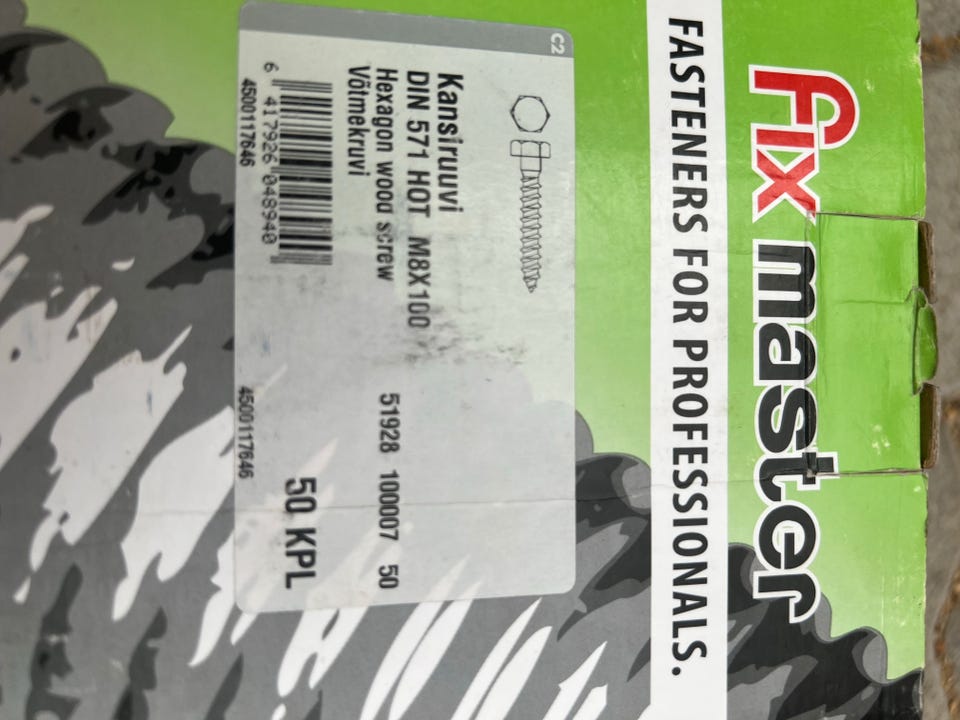 fix master
FASTENERS FOR PROFESSIONALS.
C2
Kansiruuvi
DIN 571 HOT M8X100 51928 100007 50
Hexagon wood screw
Võtmekruvi
50 KPL
6 417926 048940
4500117646 4500117646